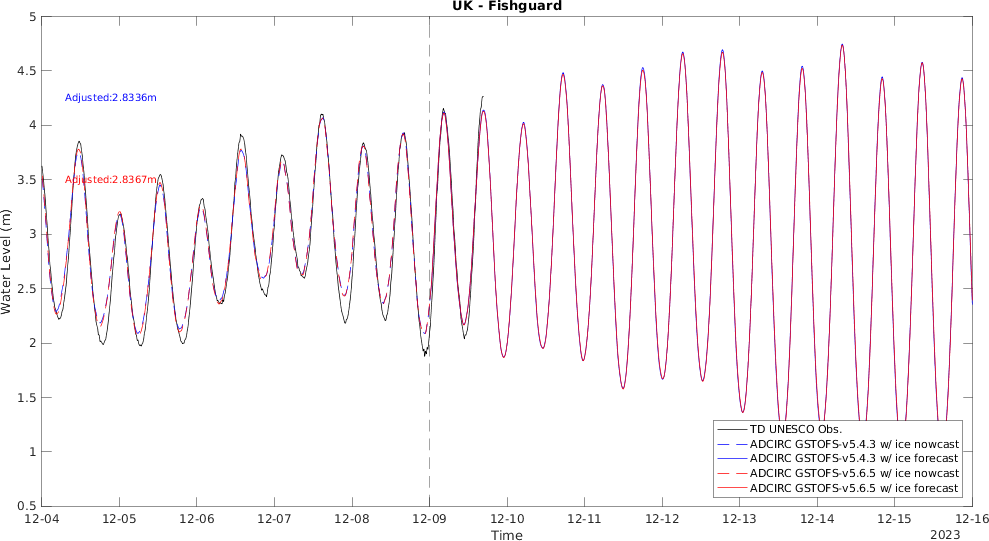 UK - Fishguard
5
4.5
4
3.5
3
2.5
2
1.5
1
0.5
Water Level (m)
Adjusted:2.8336m
Adjusted:2.8367m
TD UNESCO Obs.
ADCIRC GSTOFS-v5.4.3 w/ ice nowcast
ADCIRC GSTOFS-v5.4.3 w/ ice forecast
ADCIRC GSTOFS-v5.6.5 w/ ice nowcast
ADCIRC GSTOFS-v5.6.5 w/ ice forecast
12-04 12-05 12-06 12-07 12-08 12-09 12-10 12-11 12-12 12-13 12-14 12-15 12-16
Time
2023